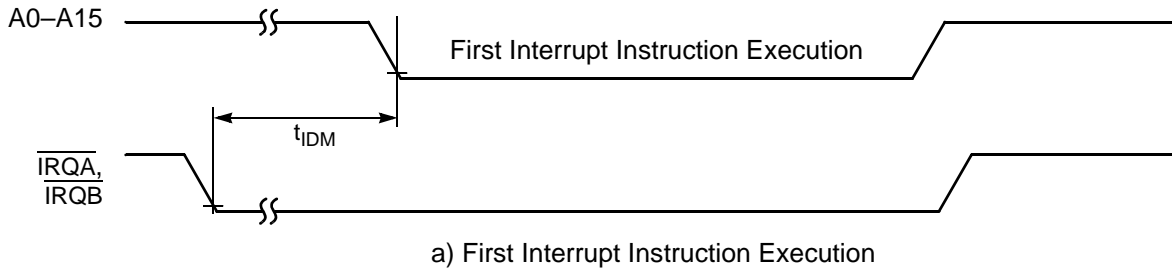 A0–A15
First Interrupt Instruction Execution
tIDM
IRQA,
IRQB
a) First Interrupt Instruction Execution